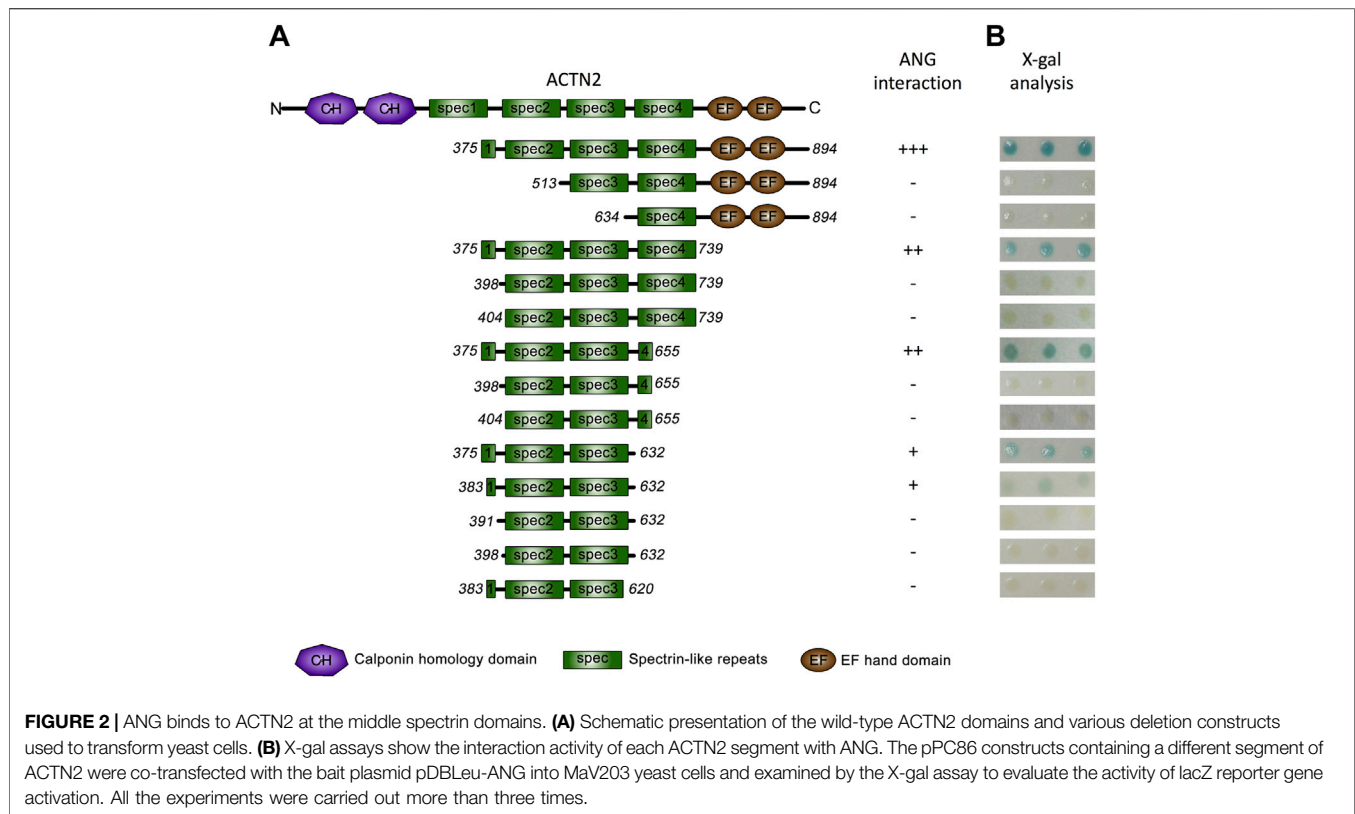 A
B
ACTN2
ANG interaction
X-gal analysis
N CH CH spec1 spec2 spec3 spec4 EF EF C
375 1 spec2 spec3 spec4 EF EF 894 +++
513 spec3 spec4 EF EF 894 -
634 spec4 EF EF 894 -
375 1 spec2 spec3 spec4 739 ++
398 spec2 spec3 spec4 739 -
404 spec2 spec3 spec4 739 -
375 1 spec2 spec3 4 655 ++
398 spec2 spec3 4 655 -
404 spec2 spec3 4 655 -
375 1 spec2 spec3 632 +
383 1 spec2 spec3 632 +
391 spec2 spec3 632 -
398 spec2 spec3 632 -
383 1 spec2 spec3 620 -
CH Calponin homology domain spec Spectrin-like repeats EF EF hand domain
FIGURE 2 | ANG binds to ACTN2 at the middle spectrin domains. (A) Schematic presentation of the wild-type ACTN2 domains and various deletion constructs
used to transform yeast cells. (B) X-gal assays show the interaction activity of each ACTN2 segment with ANG. The pPC86 constructs containing a different segment of
ACTN2 were co-transfected with the bait plasmid pDBLeu-ANG into MaV203 yeast cells and examined by the X-gal assay to evaluate the activity of lacZ reporter gene
activation. All the experiments were carried out more than three times.